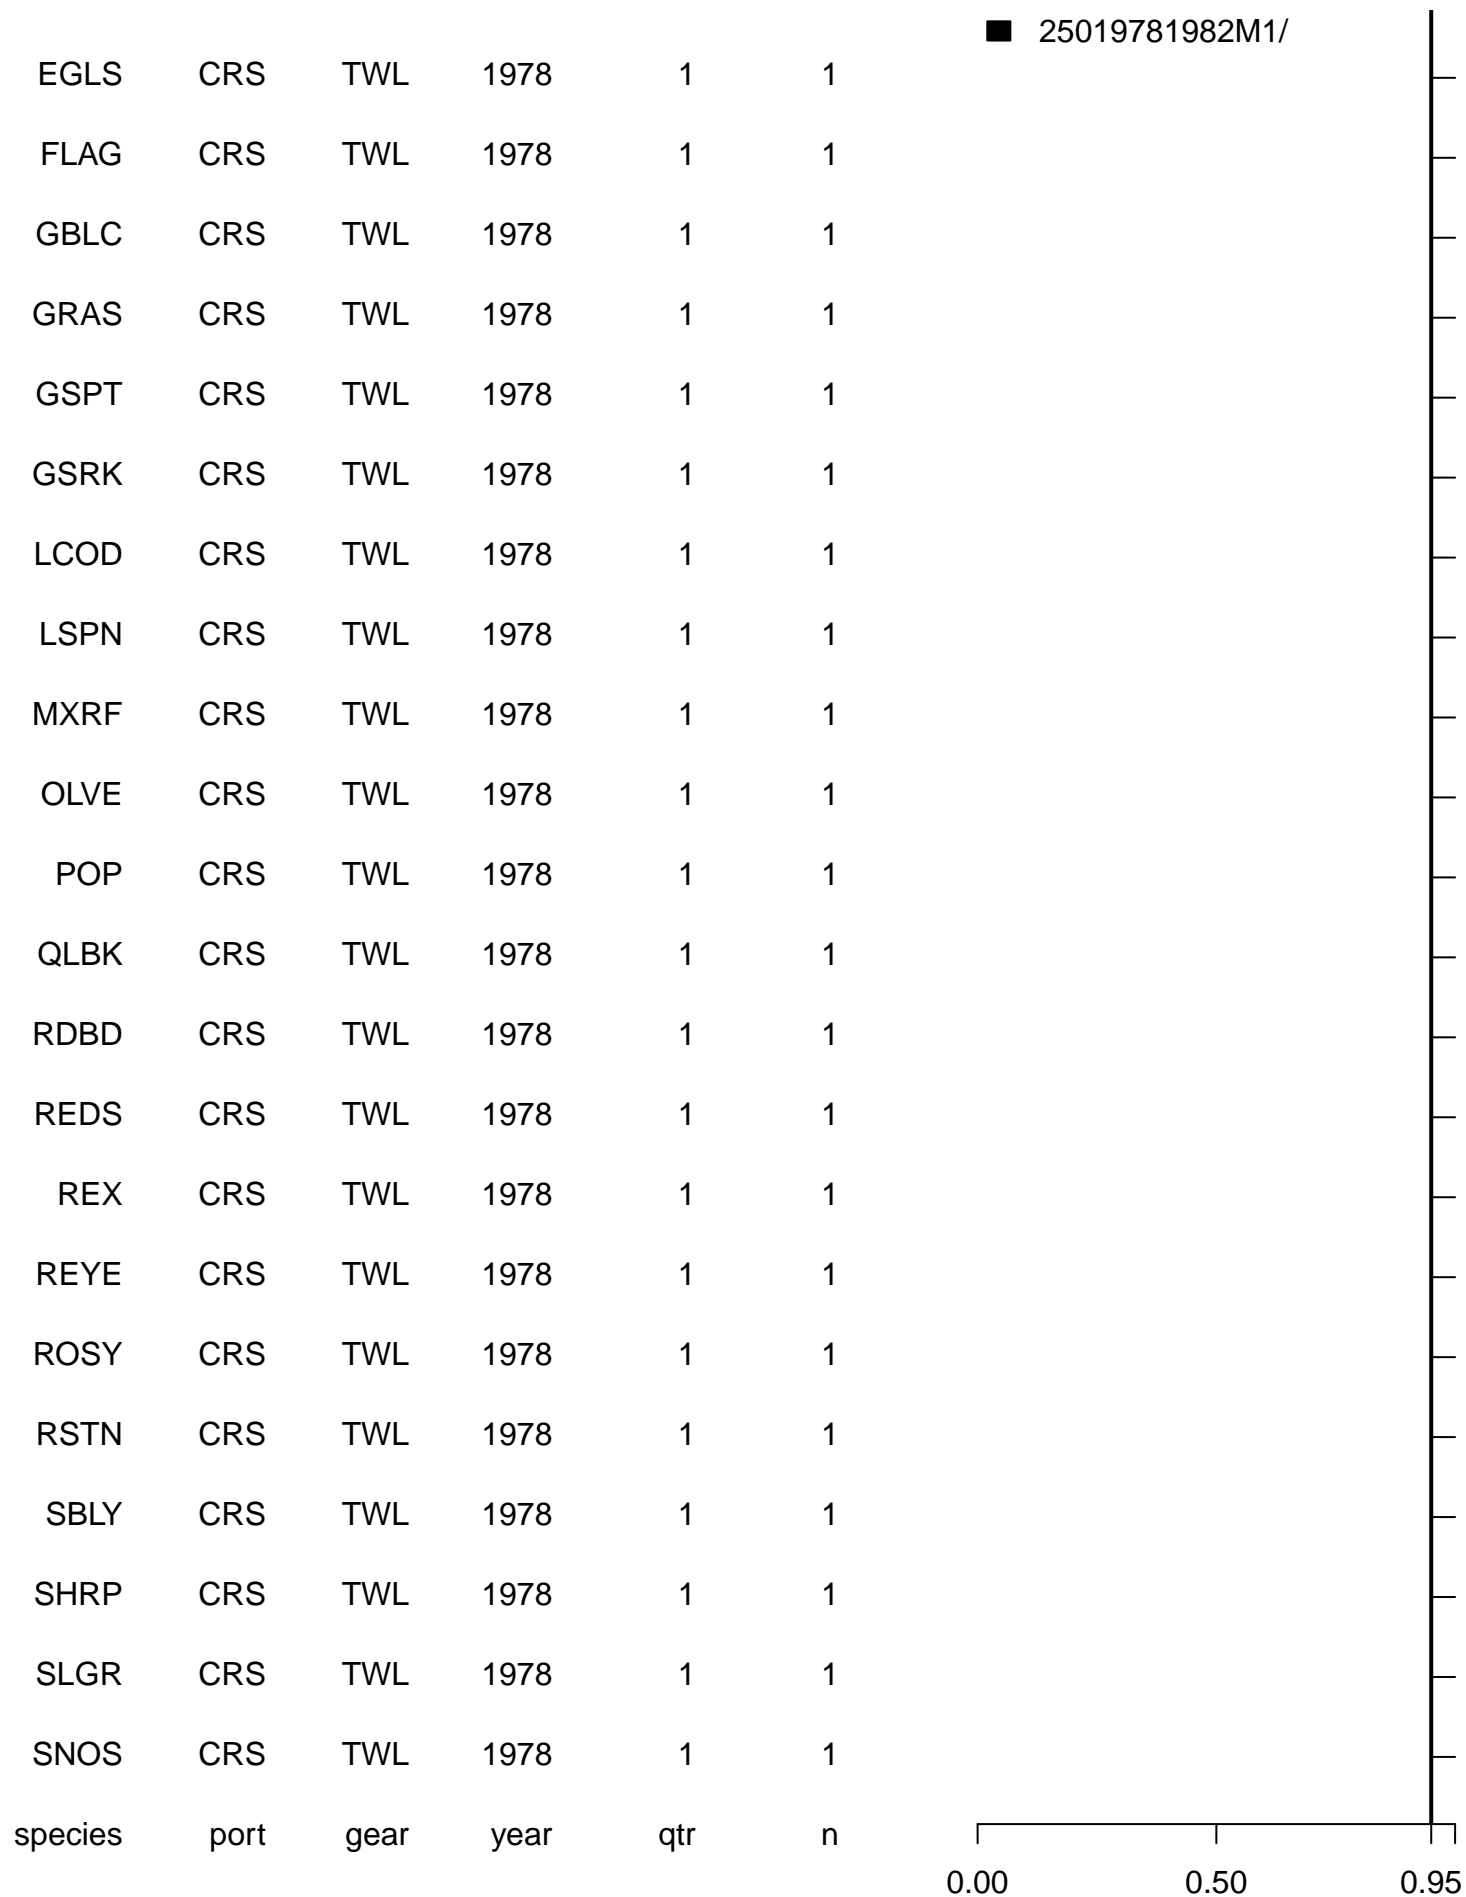 25019781982M1/
EGLS CRS TWL 1978 1 1
FLAG CRS TWL 1978 1 1
GBLC CRS TWL 1978 1 1
GRAS CRS TWL 1978 1 1
GSPT CRS TWL 1978 1 1
GSRK CRS TWL 1978 1 1
LCOD CRS TWL 1978 1 1
LSPN CRS TWL 1978 1 1
MXRF CRS TWL 1978 1 1
OLVE CRS TWL 1978 1 1
POP CRS TWL 1978 1 1
QLBK CRS TWL 1978 1 1
RDBD CRS TWL 1978 1 1
REDS CRS TWL 1978 1 1
REX CRS TWL 1978 1 1
REYE CRS TWL 1978 1 1
ROSY CRS TWL 1978 1 1
RSTN CRS TWL 1978 1 1
SBLY CRS TWL 1978 1 1
SHRP CRS TWL 1978 1 1
SLGR CRS TWL 1978 1 1
SNOS CRS TWL 1978 1 1
species port gear year qtr n
0.00 0.50 0.95